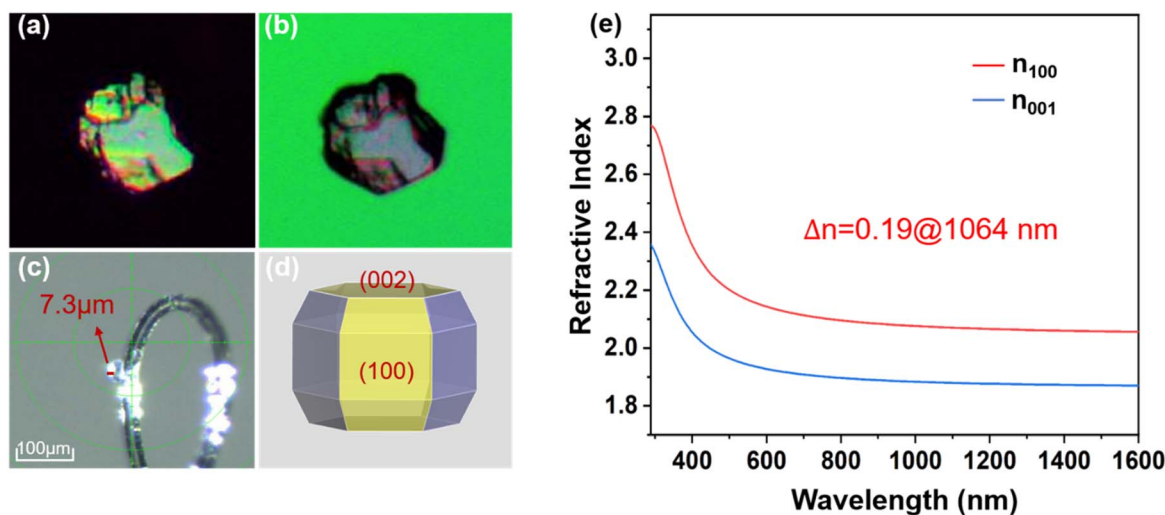 (a)
(b)
(c)
7.3μm
100μm
(d)
(002)
(100)
(e)
Refractive Index
3.0
2.8
2.6
2.4
2.2
2.0
1.8
n₁₀₀
n₀₀₁
Δn=0.19@1064 nm
400 600 800 1000 1200 1400 1600
Wavelength (nm)